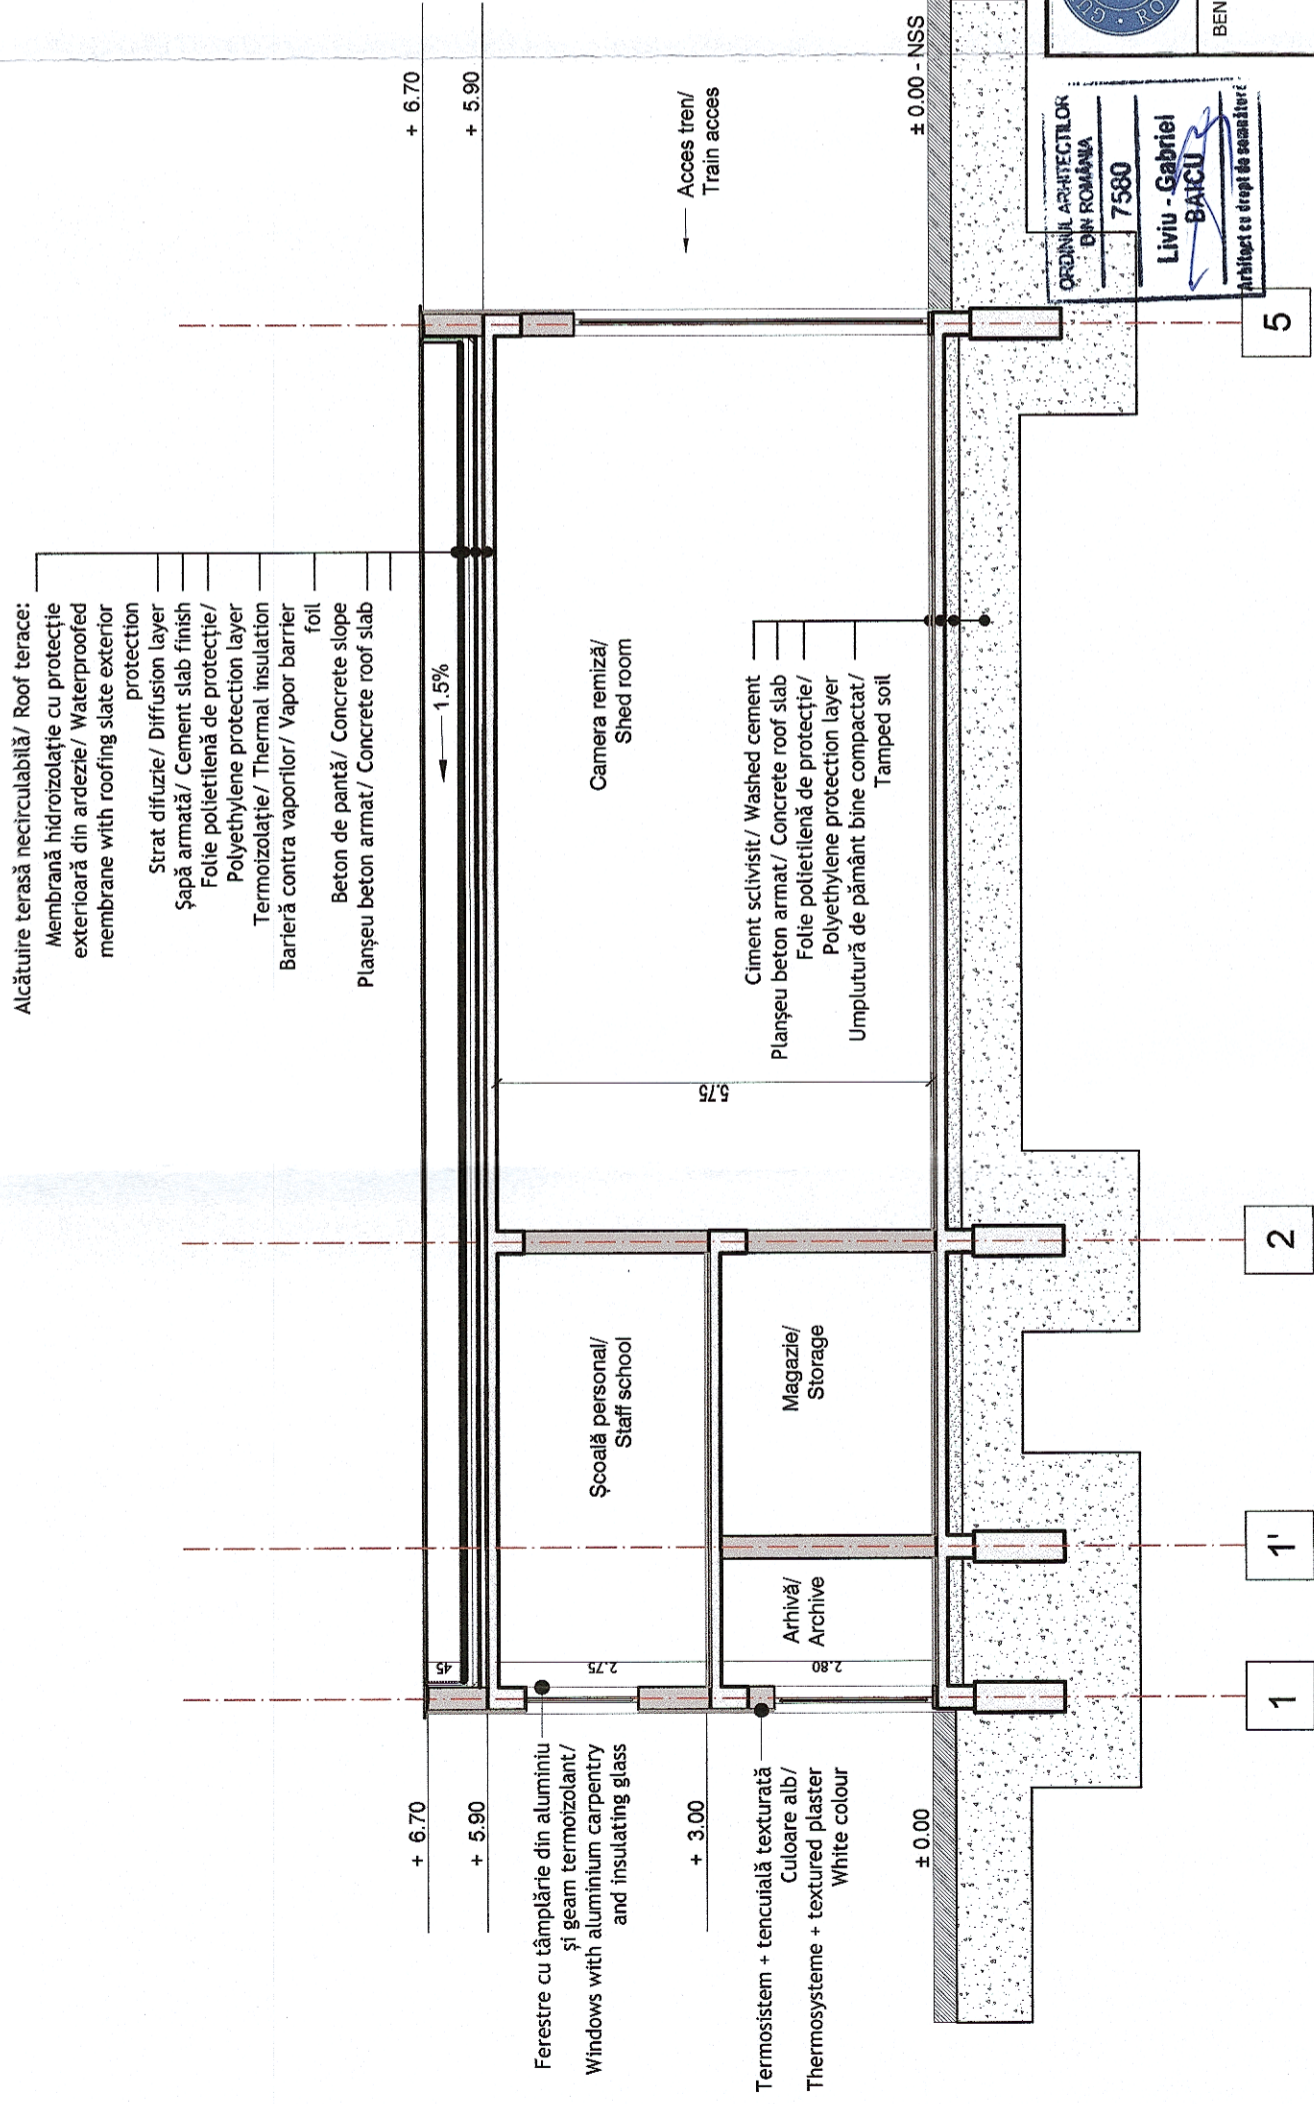 Alcătuire terasă necirculabilă/ Roof terace:
Membrană hidroizolație cu protecție
exterioară din ardezie/ Waterproofed
membrane with roofing slate exterior
protection
Strat difuzie/ Diffusion layer
Șapă armată/ Cement slab finish
Folie polietilenă de protecție/
Polyethylene protection layer
Termoizolație/ Thermal insulation
Barieră contra vaporilor/ Vapor barrier
foil
Beton de pantă/ Concrete slope
Planșeu beton armat/ Concrete roof slab
+ 6.70
+ 5.90
1.5%
+ 6.70
+ 5.90
45
Ferestre cu tâmplărie din aluminiu
și geam termoizolant/
Windows with aluminium carpentry
and insulating glass
2.75
Școală personal/
Staff school
Camera remiză/
Shed room
Acces tren/
Train acces
+ 3.00
5.75
Termosistem + tencuială texturată
Culoare alb/
Thermosysteme + textured plaster
White colour
2.80
Arhivă/
Archive
Magazie/
Storage
Ciment sclivisit/ Washed cement
Planșeu beton armat/ Concrete roof slab
Folie polietilenă de protecție/
Polyethylene protection layer
Umplutură de pământ bine compactat/
Tamped soil
± 0.00
± 0.00 - NSS
ORDINUL ARHITECȚILOR
DIN ROMÂNIA
7580
Liviu - Gabriel
BAICU
Arhitect cu drept de semnătură
GU
RO
BEN
1
1'
2
5